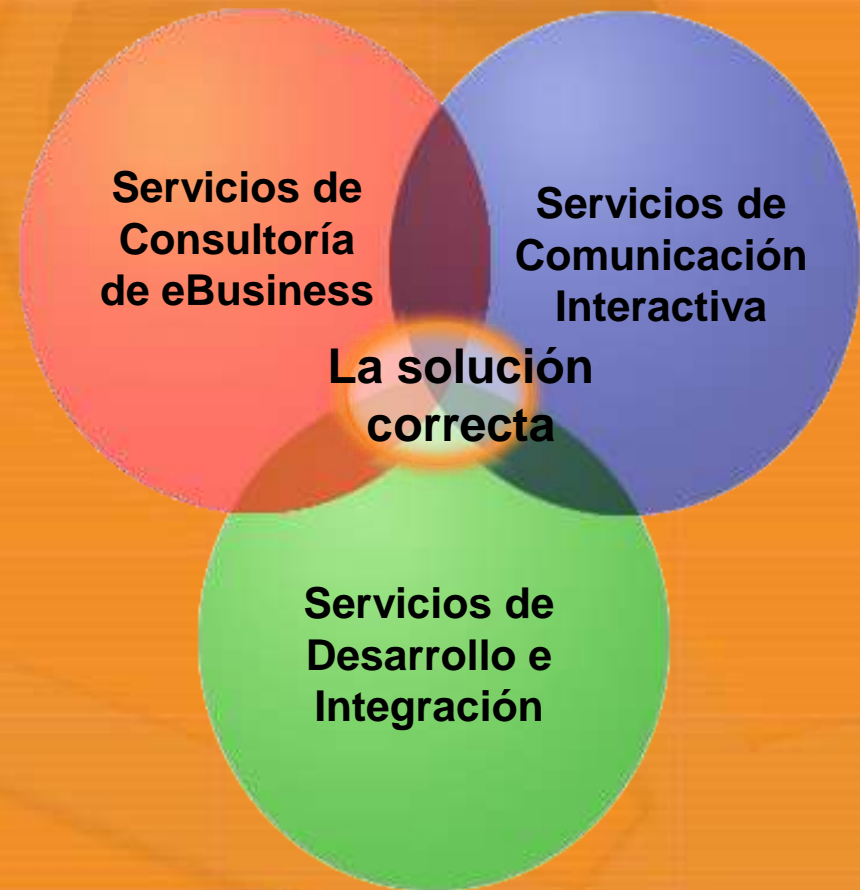 Servicios de
Consultoría
de eBusiness
Servicios de
Comunicación
Interactiva
La solución
correcta
Servicios de
Desarrollo e
Integración